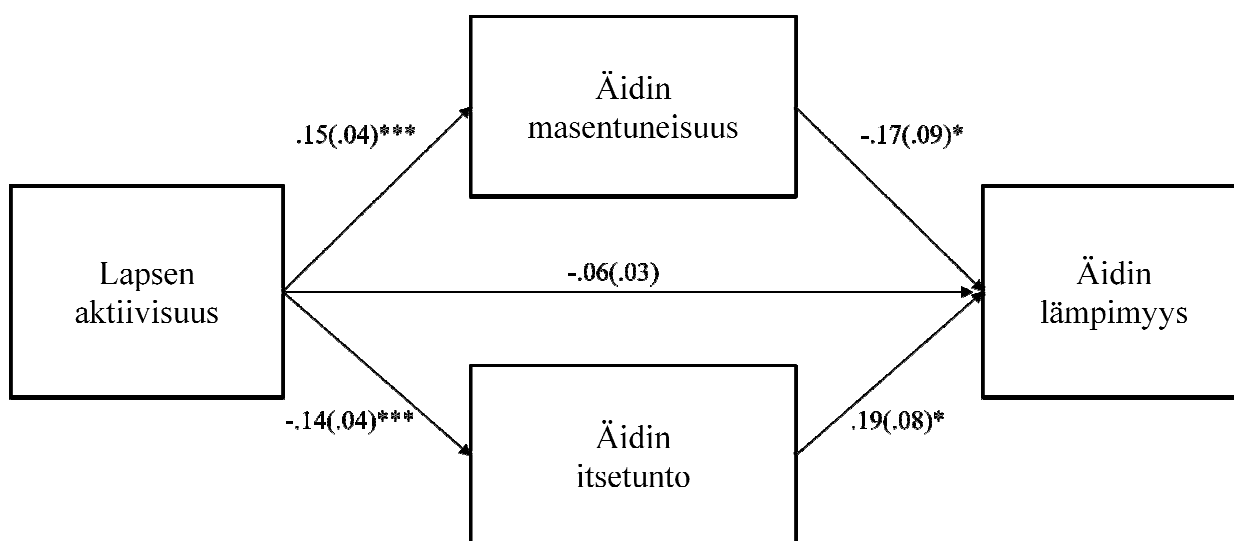 Äidin
masentuneisuus
.15(.04)***
-.17(.09)*
Lapsen
aktiivisuus
-.06(.03)
Äidin
lämpimyys
-.14(.04)***
.19(.08)*
Äidin
itsetunto